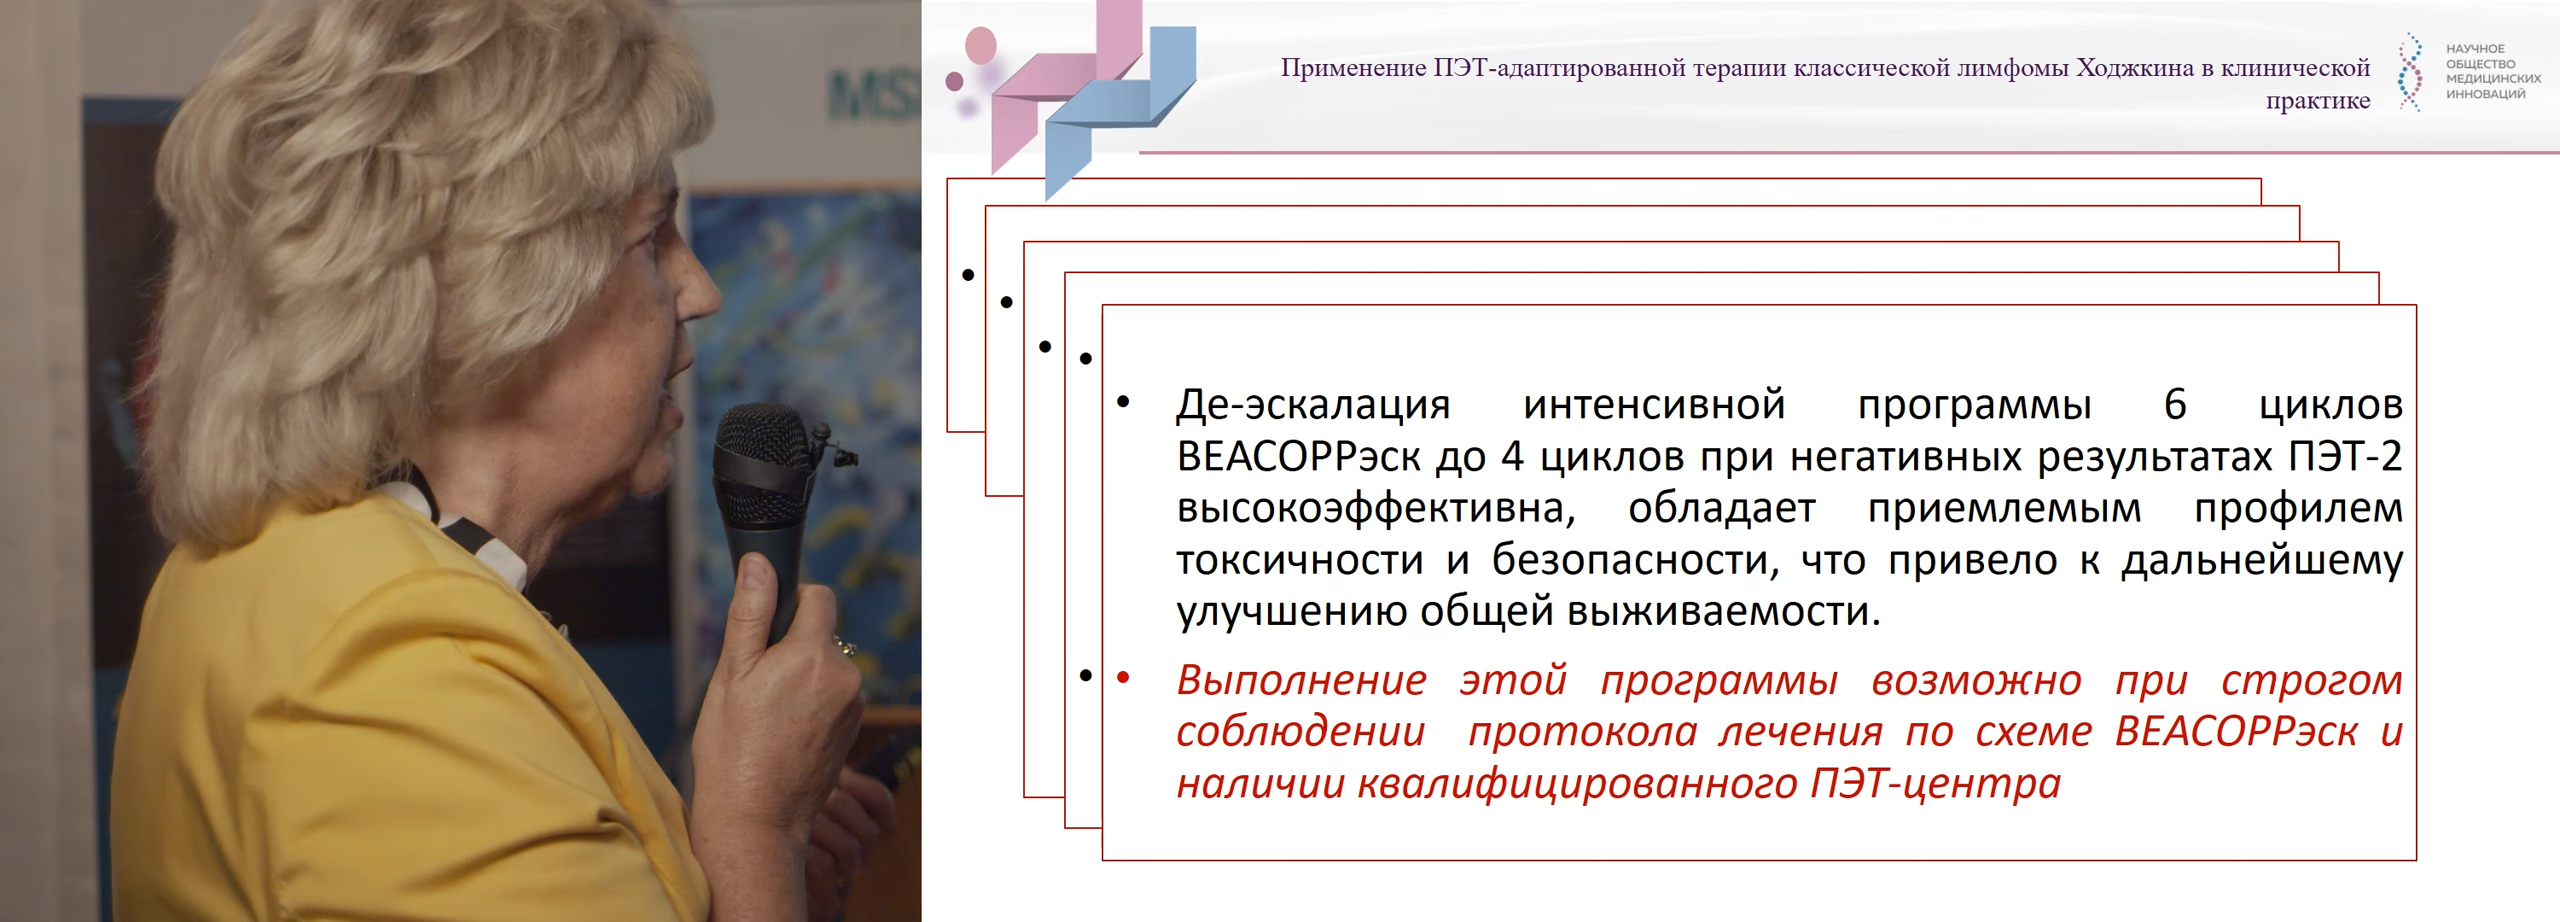 MS
Применение ПЭТ-адаптированной терапии классической лимфомы Ходжкина в клинической
практике
НАУЧНОЕ
ОБЩЕСТВО
МЕДИЦИНСКИХ
ИННОВАЦИЙ
• Де-эскалация интенсивной программы 6 циклов
BEACOPPэск до 4 циклов при негативных результатах ПЭТ-2
высокоэффективна, обладает приемлемым профилем
токсичности и безопасности, что привело к дальнейшему
улучшению общей выживаемости.
• Выполнение этой программы возможно при строгом
соблюдении протокола лечения по схеме BEACOPPэск и
наличии квалифицированного ПЭТ-центра